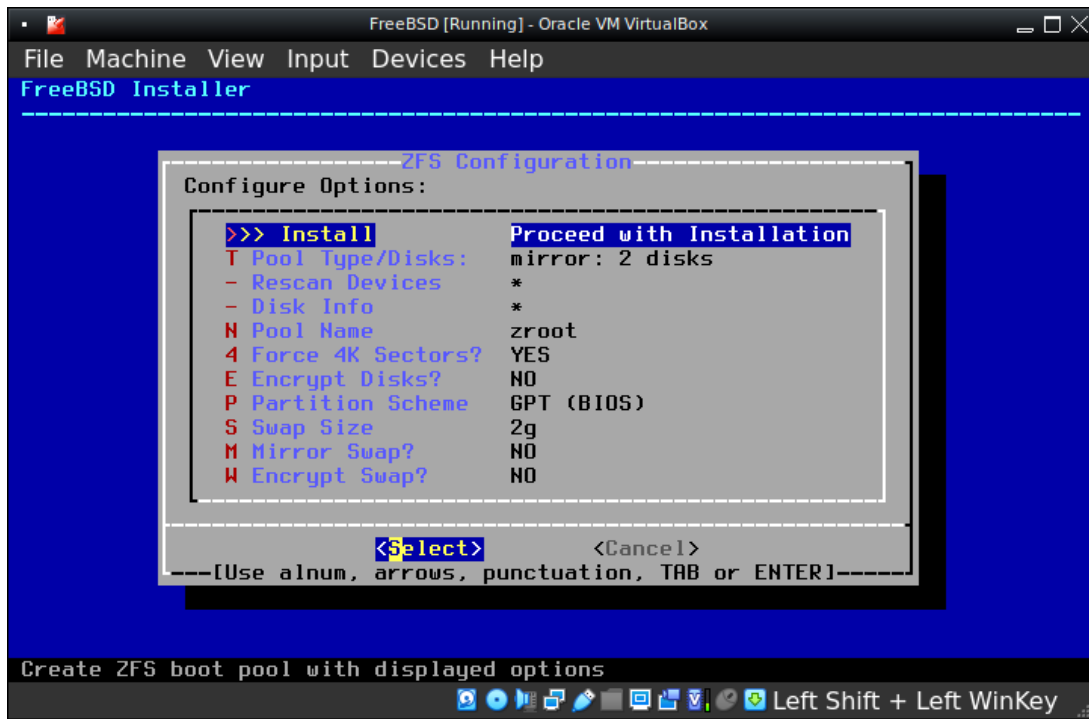 FreeBSD [Running] - Oracle VM VirtualBox
File Machine View Input Devices Help
FreeBSD Installer
ZFS Configuration
Configure Options:
>>> Install Proceed with Installation
T Pool Type/Disks: mirror: 2 disks
- Rescan Devices *
- Disk Info *
N Pool Name zroot
4 Force 4K Sectors? YES
E Encrypt Disks? NO
P Partition Scheme GPT (BIOS)
S Swap Size 2g
M Mirror Swap? NO
W Encrypt Swap? NO
<Select> <Cancel>
[Use alnum, arrows, punctuation, TAB or ENTER]
Create ZFS boot pool with displayed options
Left Shift + Left WinKey